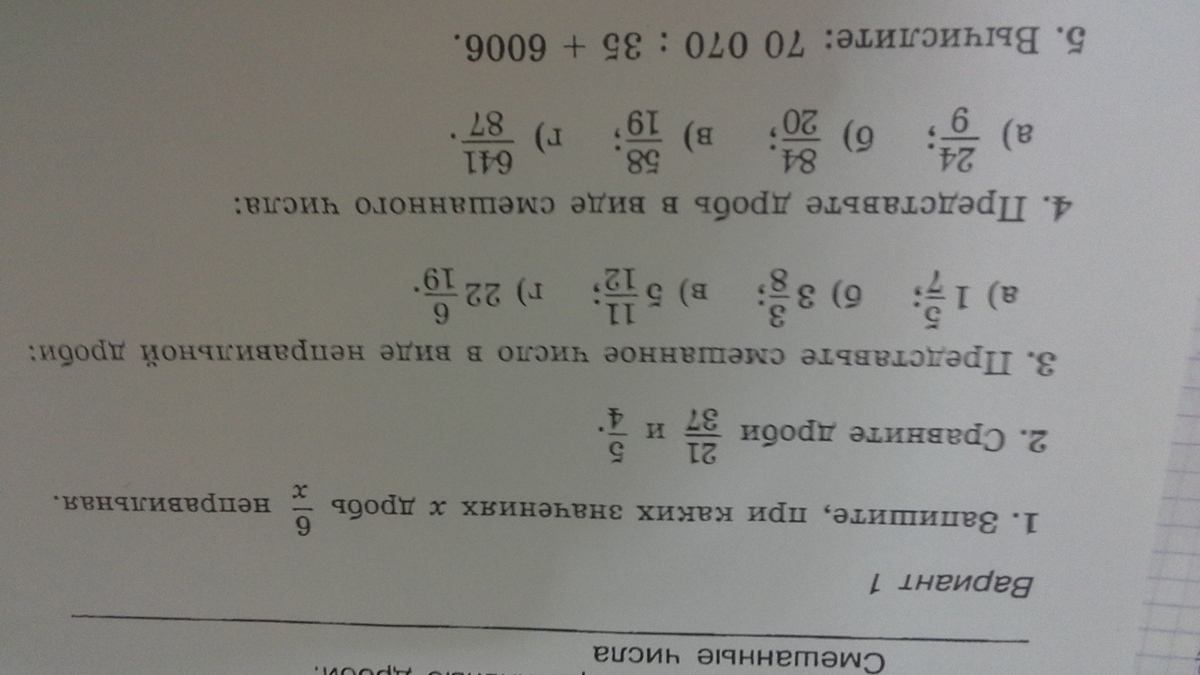 дроби.
Смешанные числа
Вариант 1
1. Запишите, при каких значениях x дробь 6/x неправильная.
2. Сравните дроби 21/37 и 5/4.
3. Представьте смешанное число в виде неправильной дроби:
а) 1 5/7; б) 3 3/8; в) 5 11/12; г) 22 6/19.
4. Представьте дробь в виде смешанного числа:
а) 24/9; б) 84/20; в) 58/19; г) 641/87.
5. Вычислите: 70 070 : 35 + 6006.